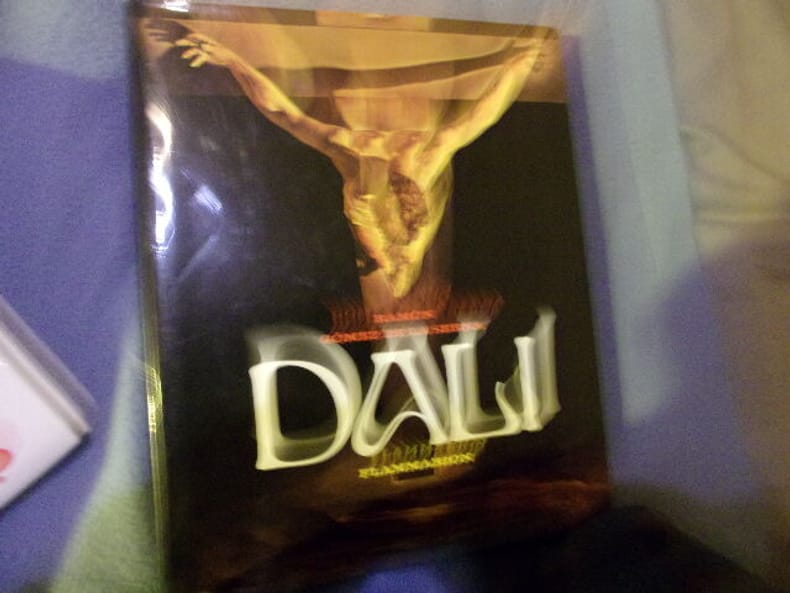 RAMÓN
GÓMEZ DE LA SERNA
DALI
FLAMMARION